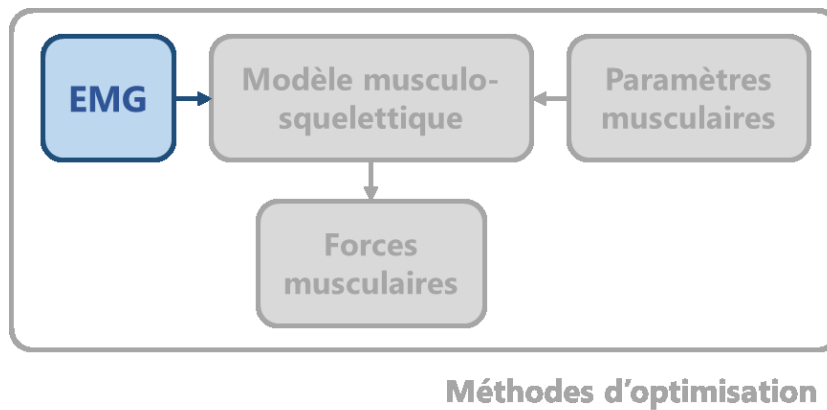 EMG
Modèle musculo-
squelettique
Paramètres
musculaires
Forces
musculaires
Méthodes d'optimisation